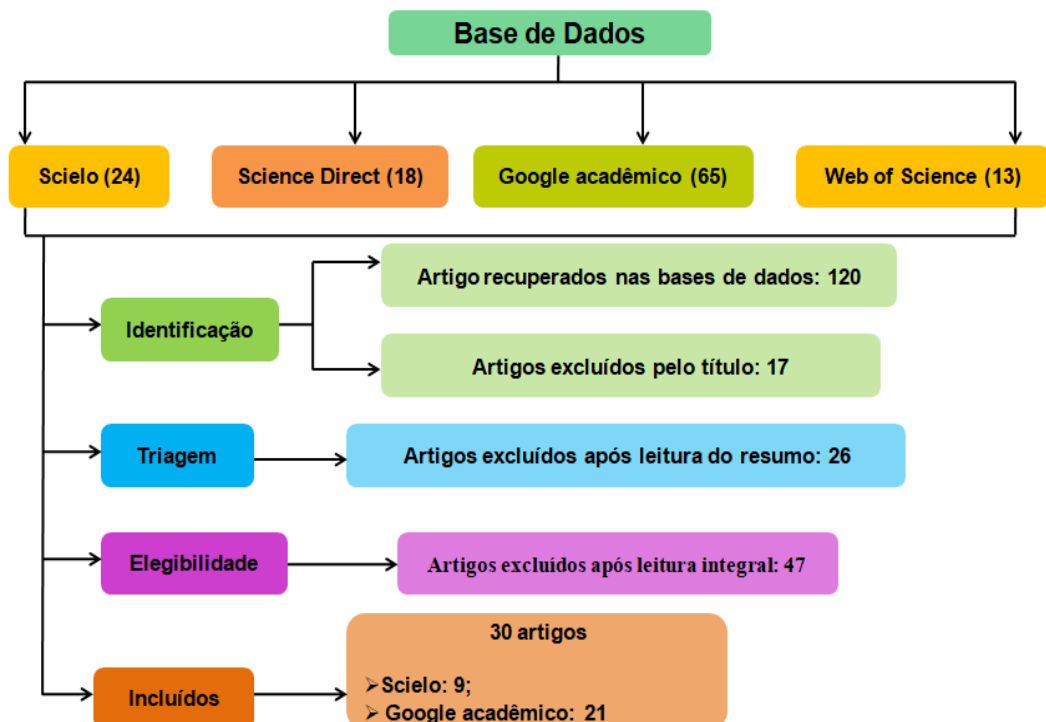 Base de Dados
Scielo (24)
Science Direct (18)
Google acadêmico (65)
Web of Science (13)
Artigo recuperados nas bases de dados: 120
Identificação
Artigos excluídos pelo título: 17
Triagem
Artigos excluídos após leitura do resumo: 26
Elegibilidade
Artigos excluídos após leitura integral: 47
30 artigos
Incluídos
➢Scielo: 9;
➢ Google acadêmico: 21